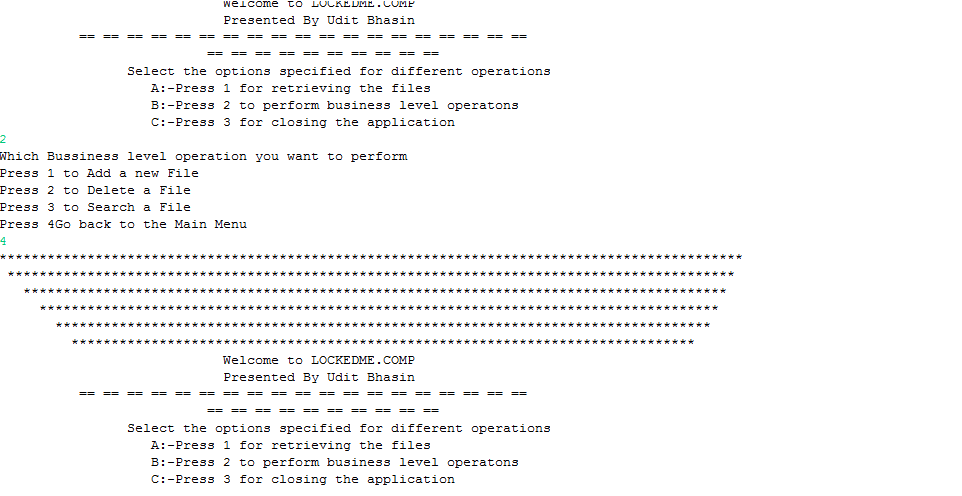 Welcome to LOCKEDME.COMP
Presented By Udit Bhasin
== == == == == == == == == == == == == == == == == == ==
== == == == == == == == == ==
Select the options specified for different operations
A:-Press 1 for retrieving the files
B:-Press 2 to perform business level operatons
C:-Press 3 for closing the application
2
Which Bussiness level operation you want to perform
Press 1 to Add a new File
Press 2 to Delete a File
Press 3 to Search a File
Press 4Go back to the Main Menu
4
*********************************************************************************************
*******************************************************************************************
****************************************************************************************
*************************************************************************************
**********************************************************************************
******************************************************************************
Welcome to LOCKEDME.COMP
Presented By Udit Bhasin
== == == == == == == == == == == == == == == == == == ==
== == == == == == == == == ==
Select the options specified for different operations
A:-Press 1 for retrieving the files
B:-Press 2 to perform business level operatons
C:-Press 3 for closing the application